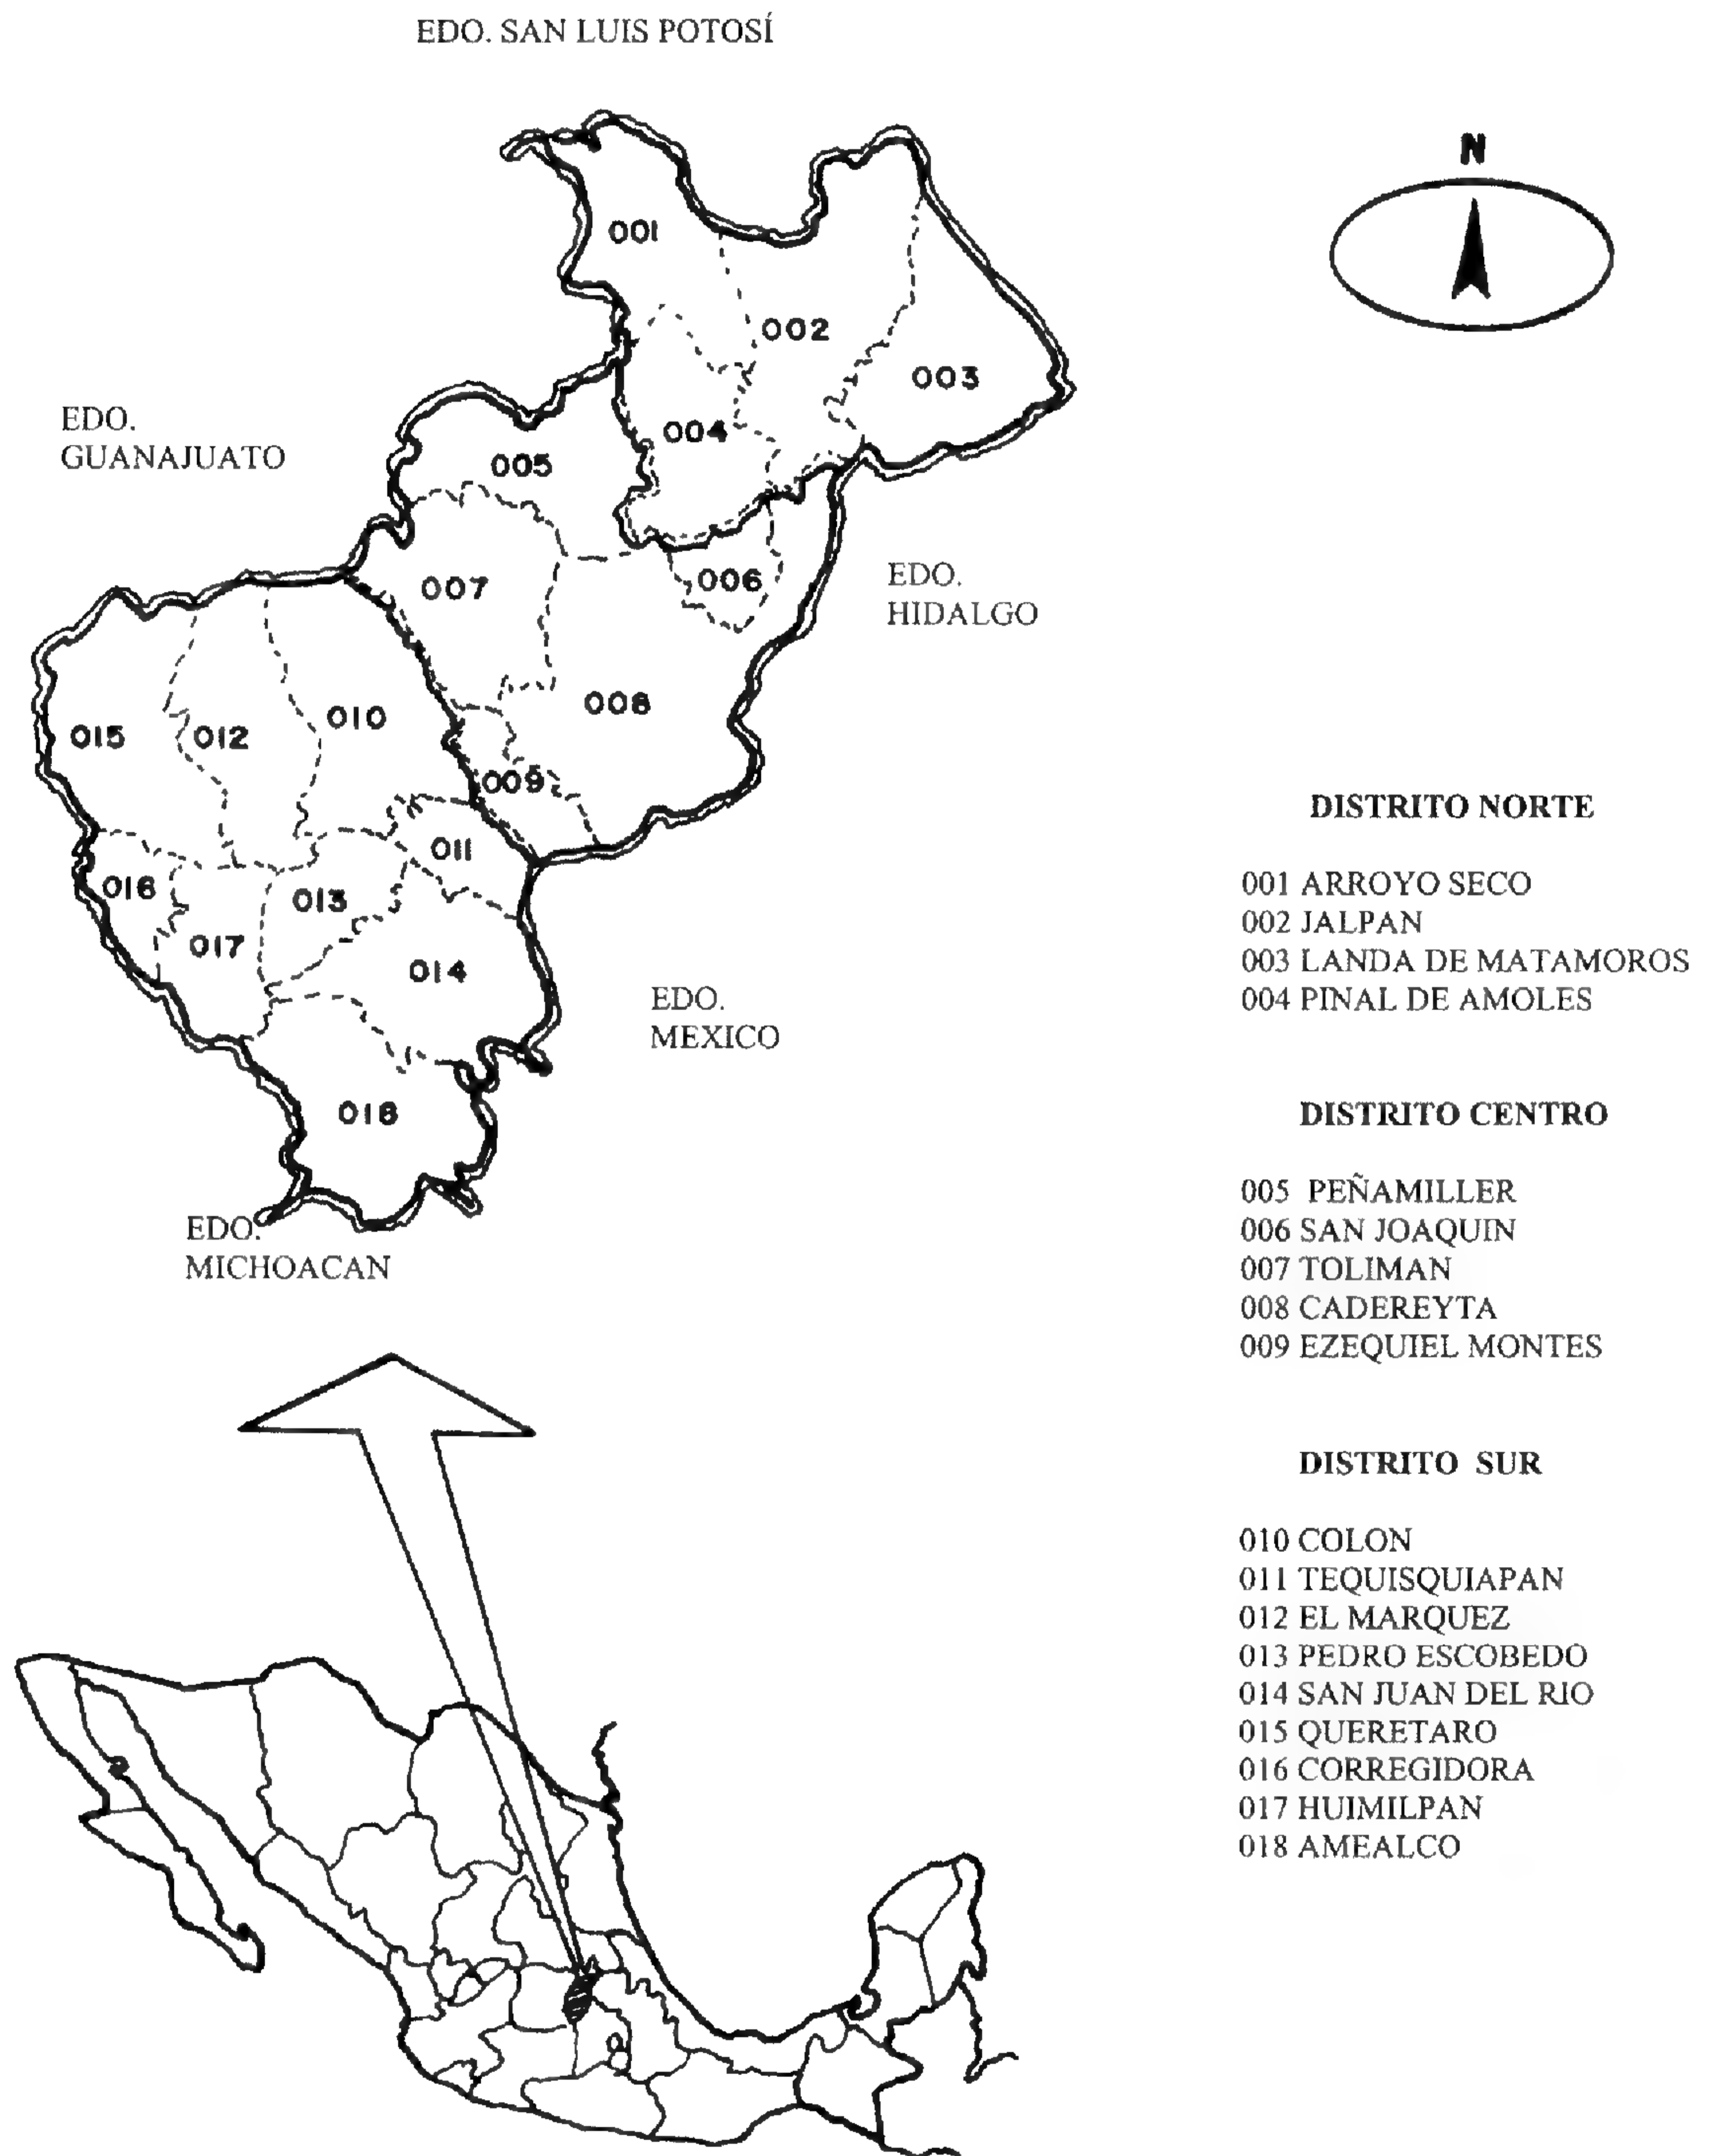 EDO. SAN LUIS POTOSÍ
N
001
002
003
EDO.
GUANAJUATO
004
005
007
006
EDO.
HIDALGO
008
010
015
012
009
011
016
013
017
014
EDO.
MEXICO
018
EDO.
MICHOACAN
DISTRITO NORTE
001 ARROYO SECO
002 JALPAN
003 LANDA DE MATAMOROS
004 PINAL DE AMOLES
DISTRITO CENTRO
005 PEÑAMILLER
006 SAN JOAQUIN
007 TOLIMAN
008 CADEREYTA
009 EZEQUIEL MONTES
DISTRITO SUR
010 COLON
011 TEQUISQUIAPAN
012 EL MARQUEZ
013 PEDRO ESCOBEDO
014 SAN JUAN DEL RIO
015 QUERETARO
016 CORREGIDORA
017 HUIMILPAN
018 AMEALCO